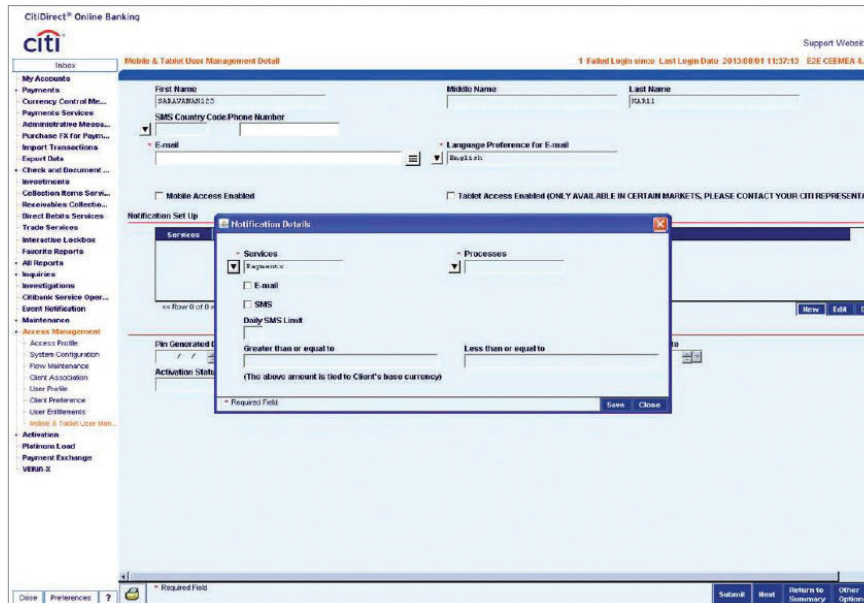 CitiDirect® Online Banking
citi
Support Websit
Inbox
Mobile & Tablet User Management Detail
1 Failed Login since Last Login Date 2013/08/01 11:37:13 E2E CEEMEA 4.
My Accounts
Payments
Currency Control Me...
Payments Services
Administrative Messa...
Purchase FX for Paym...
Import Transactions
Export Data
Check and Document ...
Investments
Collection Items Servi...
Receivables Collectio...
Direct Debits Services
Trade Services
Interactive Lockbox
Favorite Reports
All Reports
Inquiries
Investigations
Citibank Service Oper...
Event Notification
Maintenance
Access Management
Access Profile
System Configuration
Flow Maintenance
Client Association
User Profile
Client Preference
User Entitlements
Mobile & Tablet User Man...
Activation
Platinum Load
Payment Exchange
VERIFI-X
First Name
Middle Name
Last Name
SARAVANAN123
SMS Country Code/Phone Number
* E-mail
* Language Preference for E-mail
English
Mobile Access Enabled
Tablet Access Enabled (ONLY AVAILABLE IN CERTAIN MARKETS, PLEASE CONTACT YOUR CITI REPRESENTA
Notification Set Up
Services
<< Row 0 of 0 >
New Edit D
Pin Generated D
/ /
Activation Statu
Notification Details
* Services
* Processes
Payments
E-mail
SMS
Daily SMS Limit
Greater than or equal to
Less than or equal to
(The above amount is tied to Client's base currency)
* Required Field
Save Close
* Required Field
Close Preferences ?
Submit Next Return to Summary Other Option